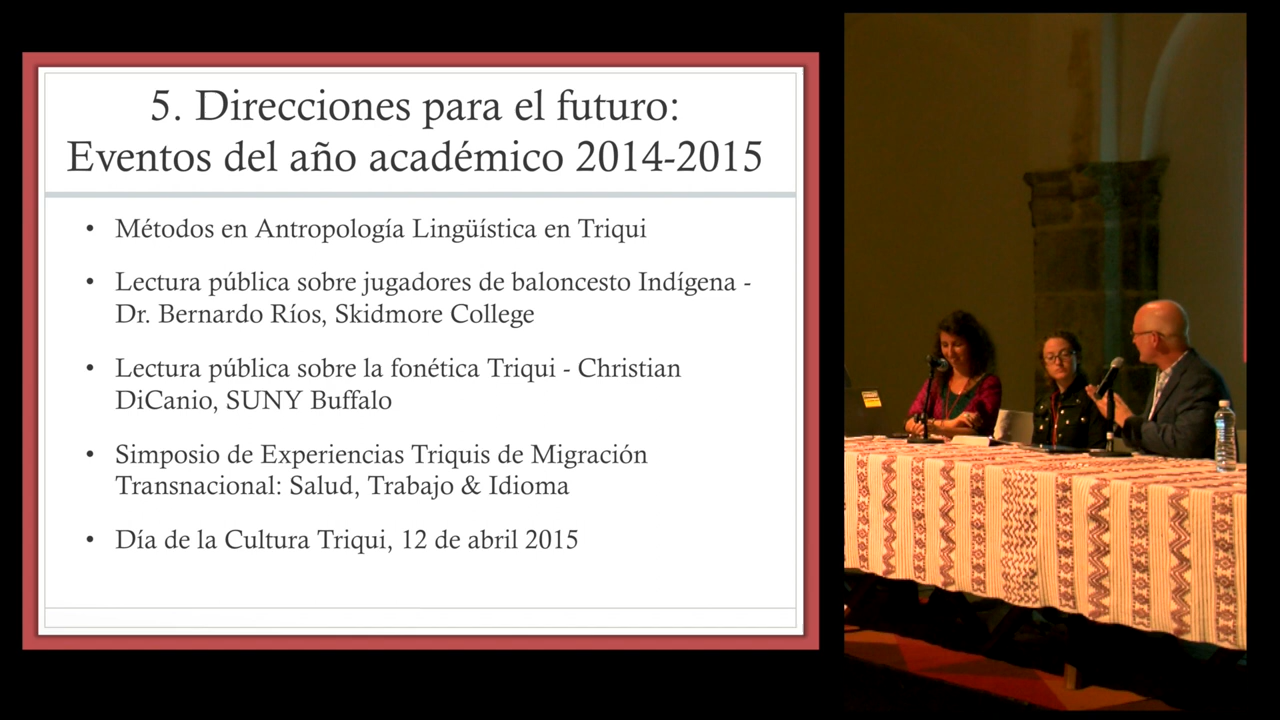 5. Direcciones para el futuro:
Eventos del año académico 2014-2015
• Métodos en Antropología Lingüística en Triqui
• Lectura pública sobre jugadores de baloncesto Indígena -
Dr. Bernardo Ríos, Skidmore College
• Lectura pública sobre la fonética Triqui - Christian
DiCanio, SUNY Buffalo
• Simposio de Experiencias Triquis de Migración
Transnacional: Salud, Trabajo & Idioma
• Día de la Cultura Triqui, 12 de abril 2015